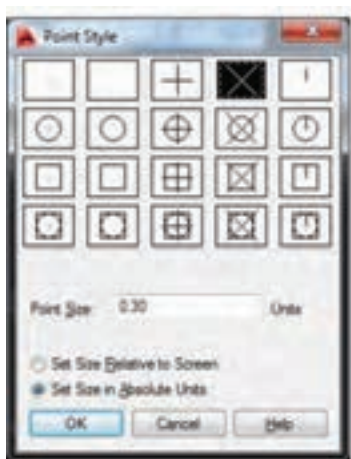 Point Style
Point Size: 0.30 Units
Set Size Relative to Screen
Set Size in Absolute Units
OK Cancel Help